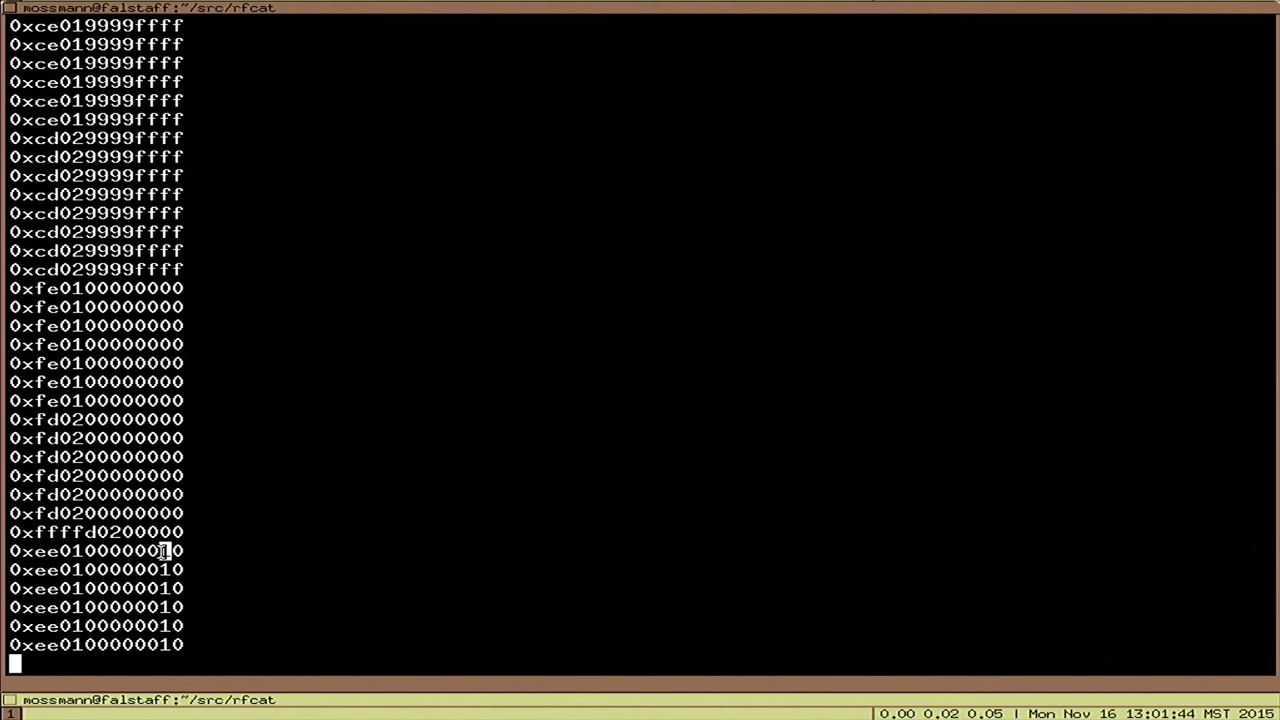 mossmann@falstaff:~/src/rfcat
0xce019999ffff
0xce019999ffff
0xce019999ffff
0xce019999ffff
0xce019999ffff
0xce019999ffff
0xcd029999ffff
0xcd029999ffff
0xcd029999ffff
0xcd029999ffff
0xcd029999ffff
0xcd029999ffff
0xcd029999ffff
0xcd029999ffff
0xfe0100000000
0xfe0100000000
0xfe0100000000
0xfe0100000000
0xfe0100000000
0xfe0100000000
0xfe0100000000
0xfd0200000000
0xfd0200000000
0xfd0200000000
0xfd0200000000
0xfd0200000000
0xfd0200000000
0xffffd0200000
0xee0100000010
0xee0100000010
0xee0100000010
0xee0100000010
0xee0100000010
0xee0100000010
mossmann@falstaff:~/src/rfcat
1 0.00 0.02 0.05 | Mon Nov 16 13:01:44 MST 2015